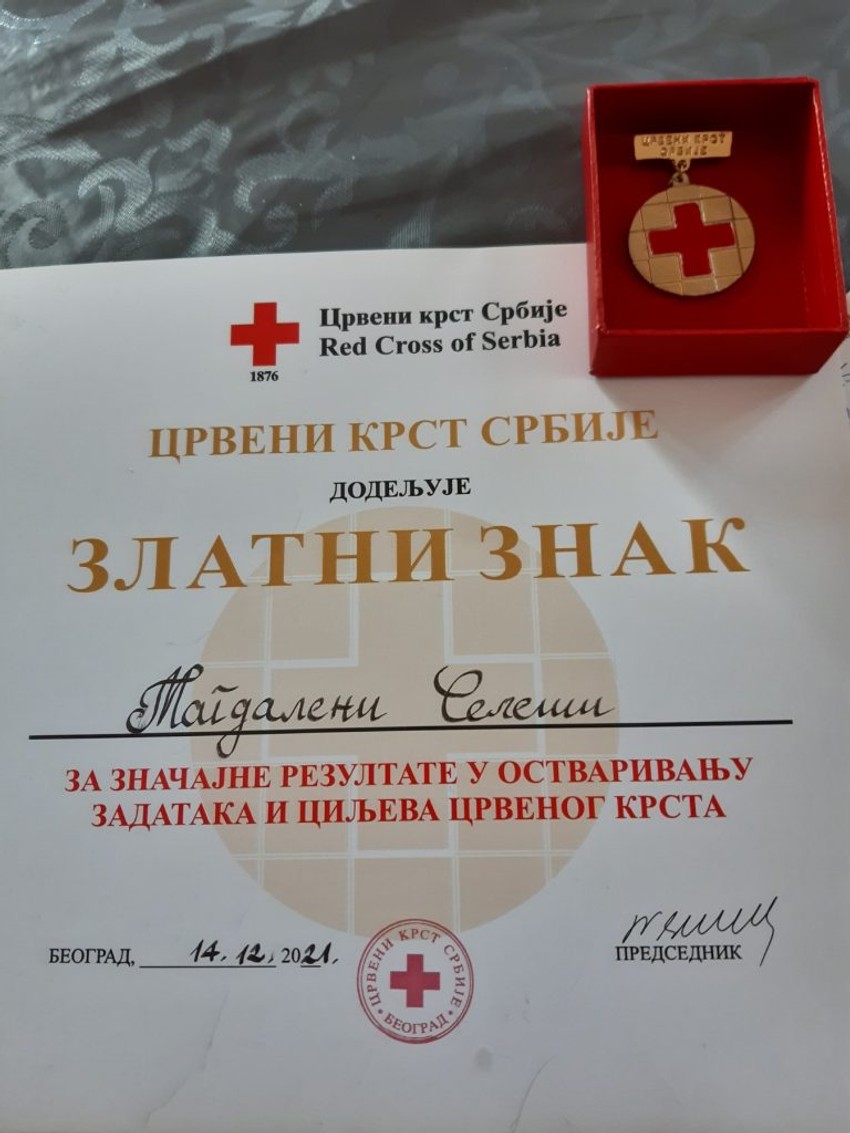 ЦРВЕНИ КРСТ
СРБИЈЕ
Црвени крст Србије
Red Cross of Serbia
1876
ЦРВЕНИ КРСТ СРБИЈЕ
ДОДЕЉУЈЕ
ЗЛАТНИ ЗНАК
Магдалени Селеши
ЗА ЗНАЧАЈНЕ РЕЗУЛТАТЕ У ОСТВАРИВАЊУ
ЗАДАТАКА И ЦИЉЕВА ЦРВЕНОГ КРСТА
БЕОГРАД, 14.12.2021.
ПРЕДСЕДНИК
ЦРВЕНИ КРСТ СРБИЈЕ
БЕОГРАД